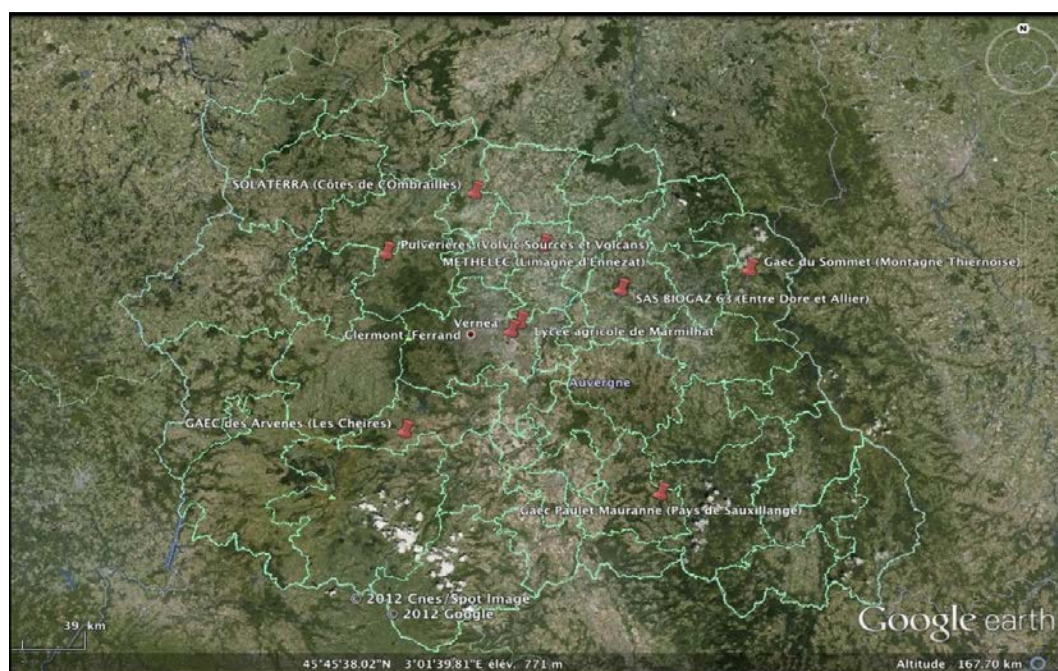 N
SOLATERRA (Côtes de COmbrailles)
Pulverières (Volvic Sources et Volcans)
METHELEC (Limagne d'Ennezat)
Gaec du Sommet (Montagne Thiernoise)
SAS BIOGAZ 63 (Entre Dore et Allier)
Vernea
Clermont-Ferrand
Lycée agricole de Marmilhat
Auvergne
GAEC des Arvenes (Les Cheires)
Gaec Paulet Mauranne (Pays de Sauxillange)
© 2012 Cnes/Spot Image
© 2012 Google
Google earth
39 km
45°45'38.02"N 3°01'39.81"E élév. 771 m
Altitude 167.70 km